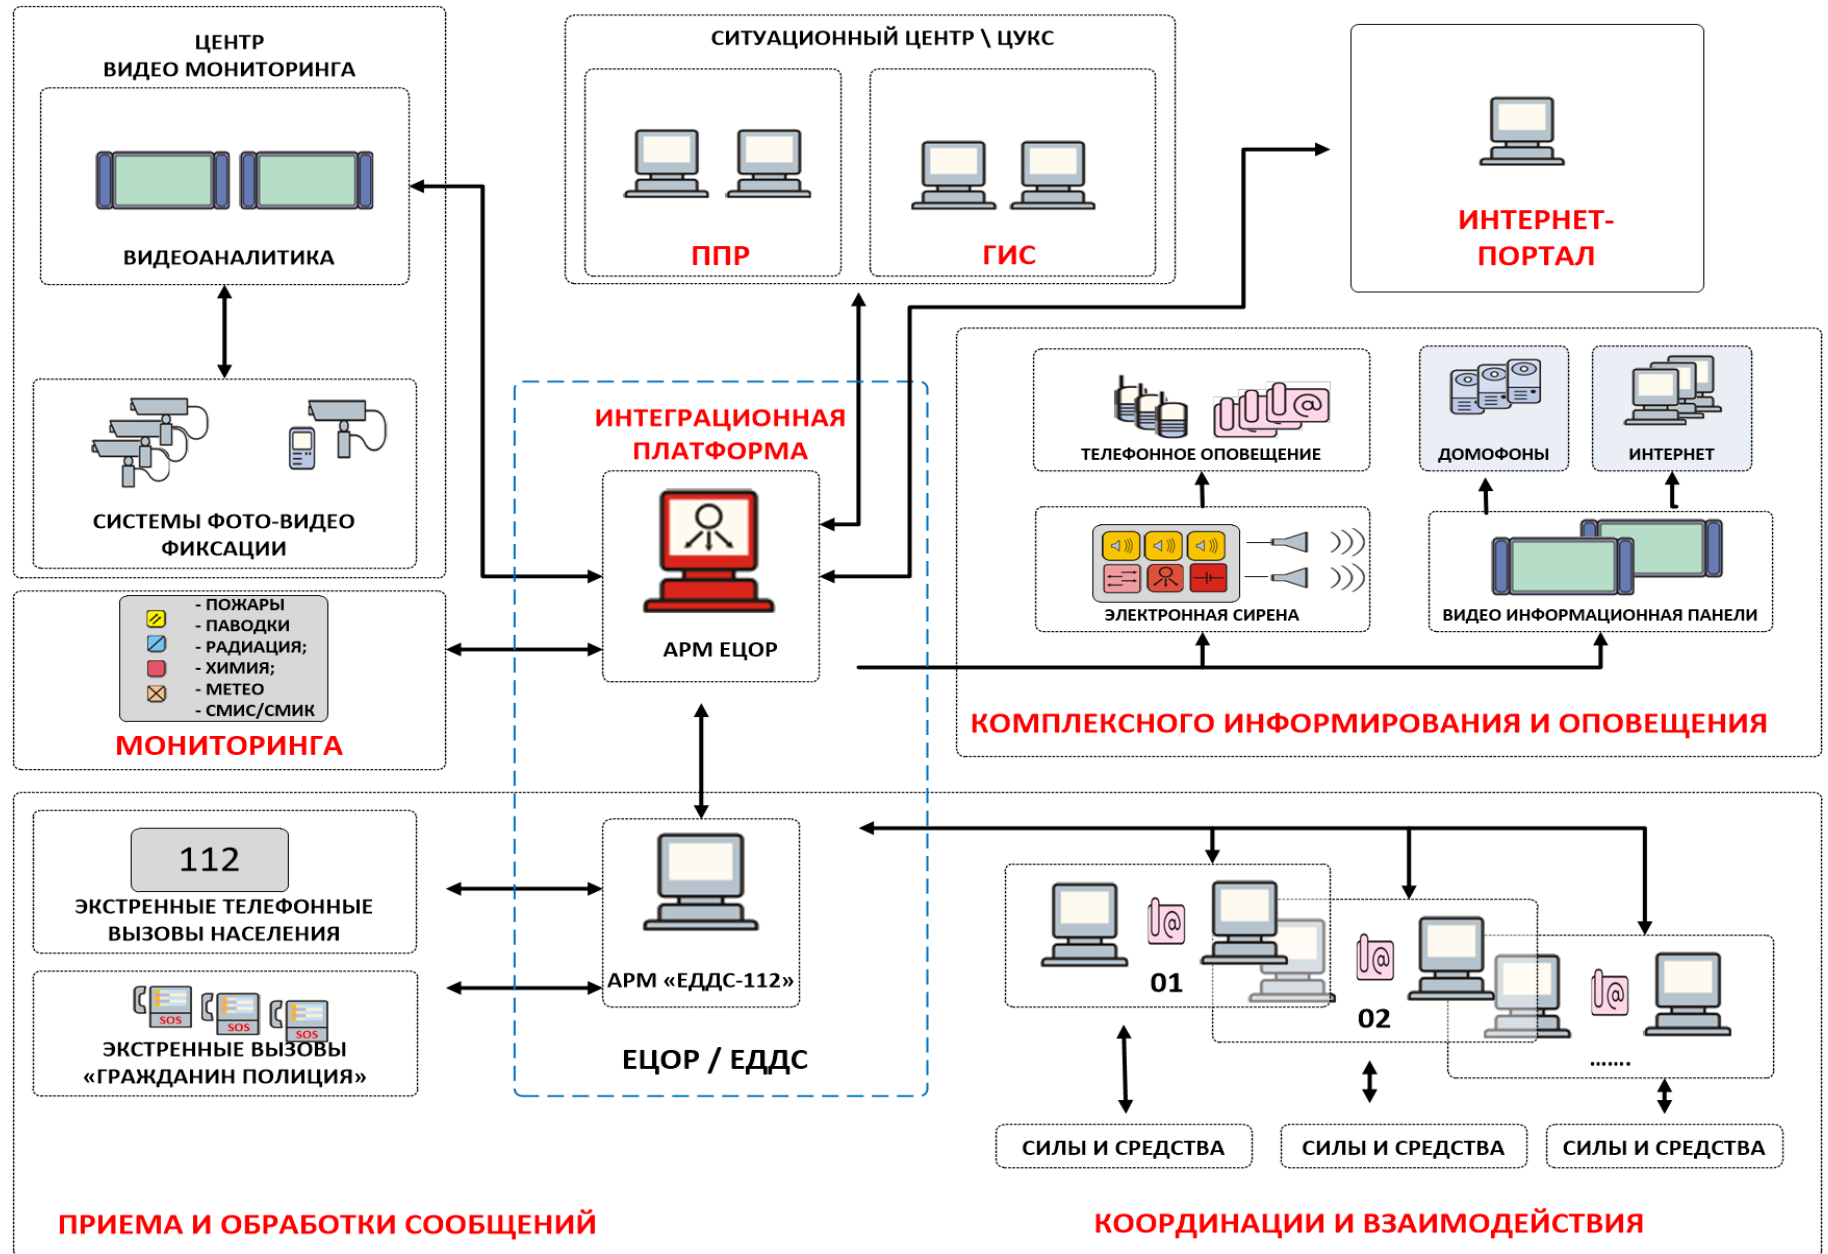 ЦЕНТР
ВИДЕО МОНИТОРИНГА
ВИДЕОАНАЛИТИКА
СИСТЕМЫ ФОТО-ВИДЕО
ФИКСАЦИИ
СИТУАЦИОННЫЙ ЦЕНТР \ ЦУКС
ППР
ГИС
ИНТЕРНЕТ-
ПОРТАЛ
ИНТЕГРАЦИОННАЯ
ПЛАТФОРМА
АРМ ЕЦОР
ТЕЛЕФОННОЕ ОПОВЕЩЕНИЕ
ДОМОФОНЫ
ИНТЕРНЕТ
ЭЛЕКТРОННАЯ СИРЕНА
ВИДЕО ИНФОРМАЦИОННАЯ ПАНЕЛИ
КОМПЛЕКСНОГО ИНФОРМИРОВАНИЯ И ОПОВЕЩЕНИЯ
- ПОЖАРЫ
- ПАВОДКИ
- РАДИАЦИЯ;
- ХИМИЯ;
- МЕТЕО
- СМИС/СМИК
МОНИТОРИНГА
112
ЭКСТРЕННЫЕ ТЕЛЕФОННЫЕ
ВЫЗОВЫ НАСЕЛЕНИЯ
SOS
SOS
SOS
ЭКСТРЕННЫЕ ВЫЗОВЫ
«ГРАЖДАНИН ПОЛИЦИЯ»
АРМ «ЕДДС-112»
ЕЦОР / ЕДДС
01
02
.......
СИЛЫ И СРЕДСТВА
СИЛЫ И СРЕДСТВА
СИЛЫ И СРЕДСТВА
ПРИЕМА И ОБРАБОТКИ СООБЩЕНИЙ
КООРДИНАЦИИ И ВЗАИМОДЕЙСТВИЯ